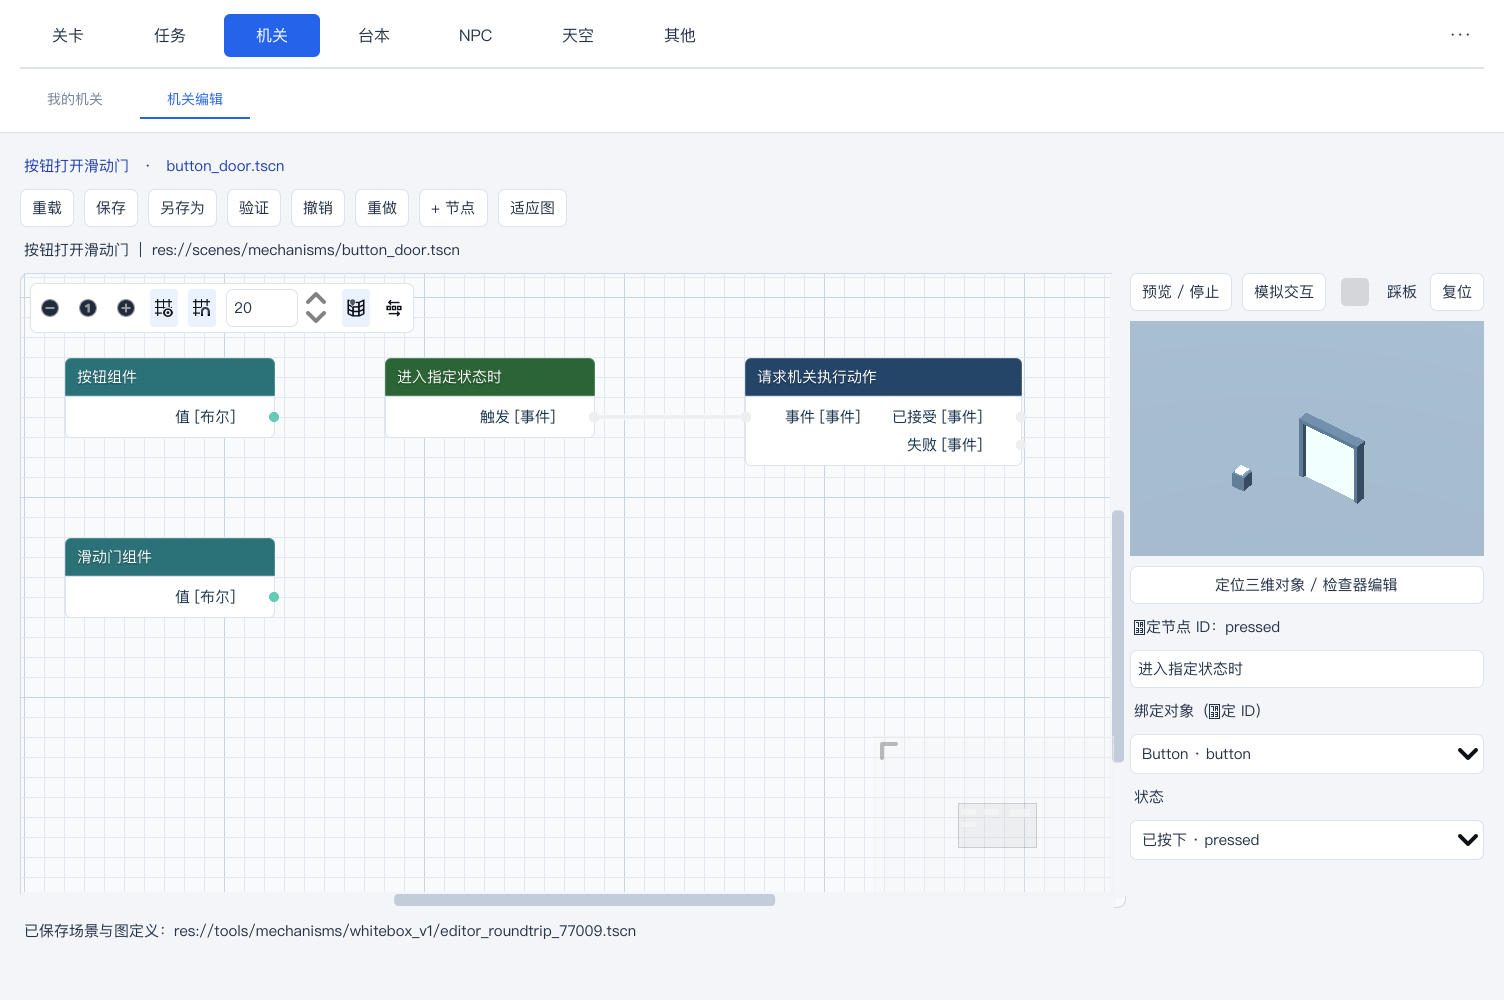 关卡 任务 机关 台本 NPC 天空 其他 ...
我的机关 机关编辑
按钮打开滑动门 · button_door.tscn
重载 保存 另存为 验证 撤销 重做 + 节点 适应图
按钮打开滑动门 | res://scenes/mechanisms/button_door.tscn
1 20
预览 / 停止 模拟交互 踩板 复位
按钮组件
值 [布尔]
进入指定状态时
触发 [事件]
请求机关执行动作
事件 [事件] 已接受 [事件]
失败 [事件]
滑动门组件
值 [布尔]
定位三维对象 / 检查器编辑
定节点 ID：pressed
进入指定状态时
绑定对象（定 ID）
Button · button
状态
已按下 · pressed
已保存场景与图定义：res://tools/mechanisms/whitebox_v1/editor_roundtrip_77009.tscn